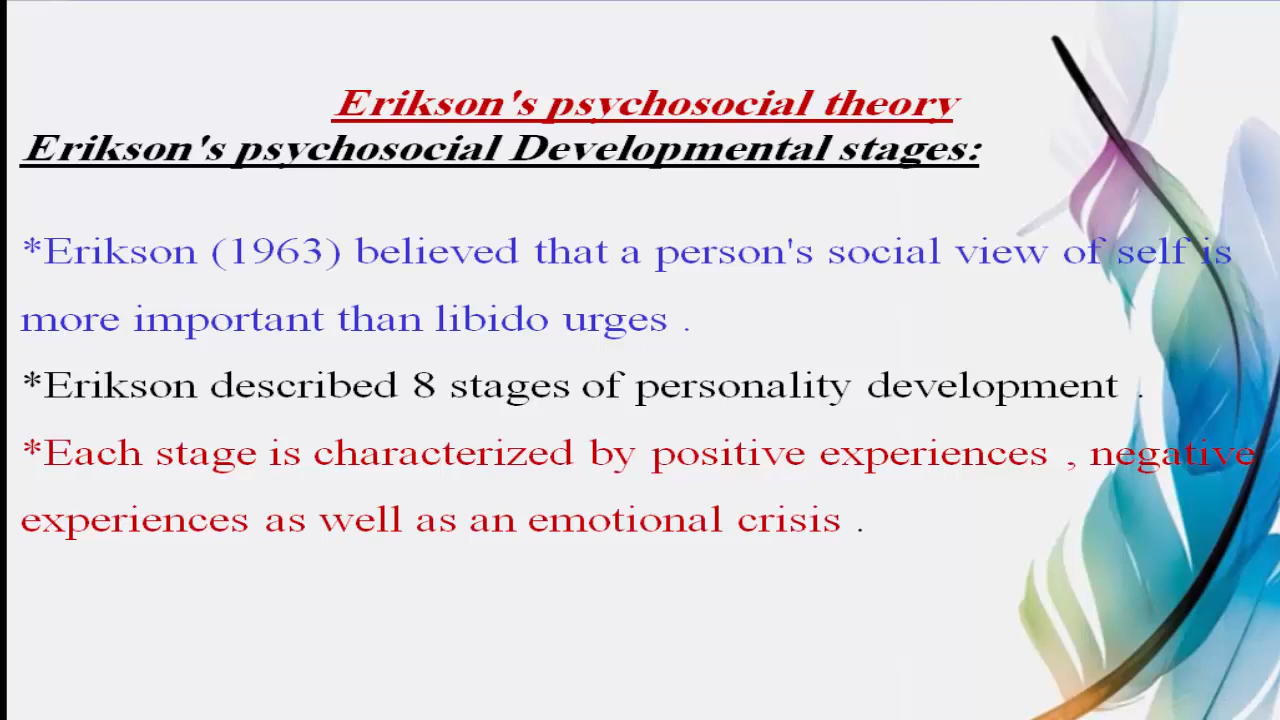 Erikson's psychosocial theory
Erikson's psychosocial Developmental stages:
*Erikson (1963) believed that a person's social view of self is
more important than libido urges .
*Erikson described 8 stages of personality development .
*Each stage is characterized by positive experiences , negative
experiences as well as an emotional crisis .